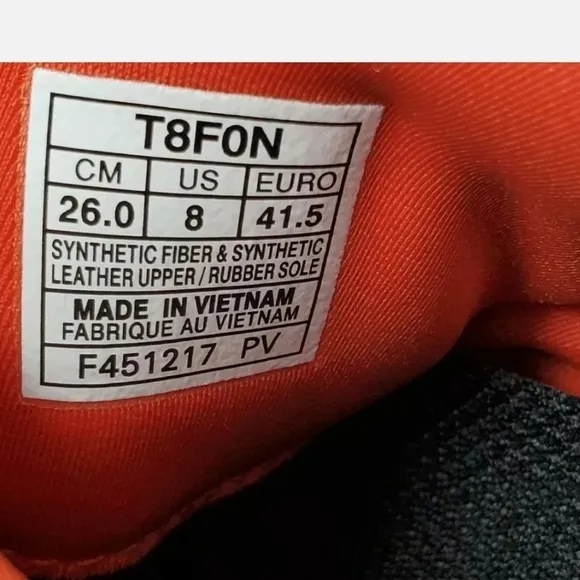 T8F0N
CM US EURO
26.0 8 41.5
SYNTHETIC FIBER & SYNTHETIC
LEATHER UPPER / RUBBER SOLE
MADE IN VIETNAM
FABRIQUE AU VIETNAM
F451217 PV